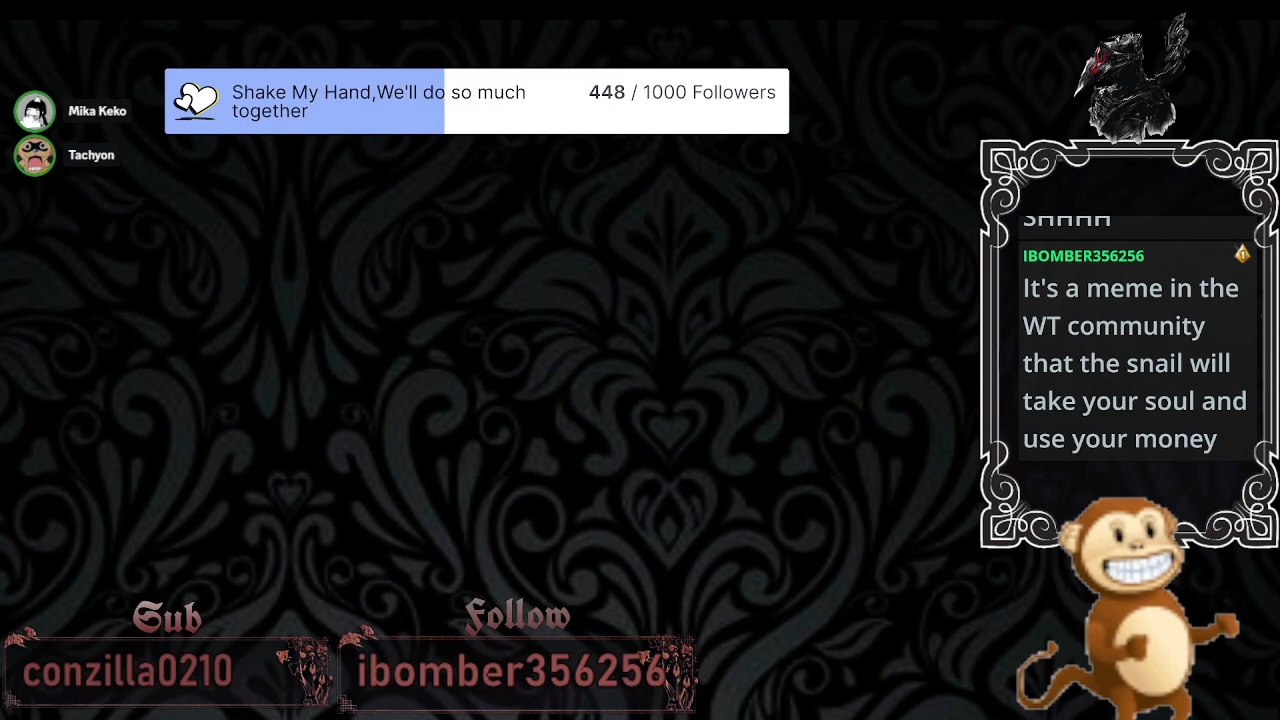 Mika Keko
Tachyon
Shake My Hand,We'll do so much
together
448 / 1000 Followers
SHHHH
IBOMBER356256
It's a meme in the
WT community
that the snail will
take your soul and
use your money
Sub
conzilla0210
Follow
ibomber356256